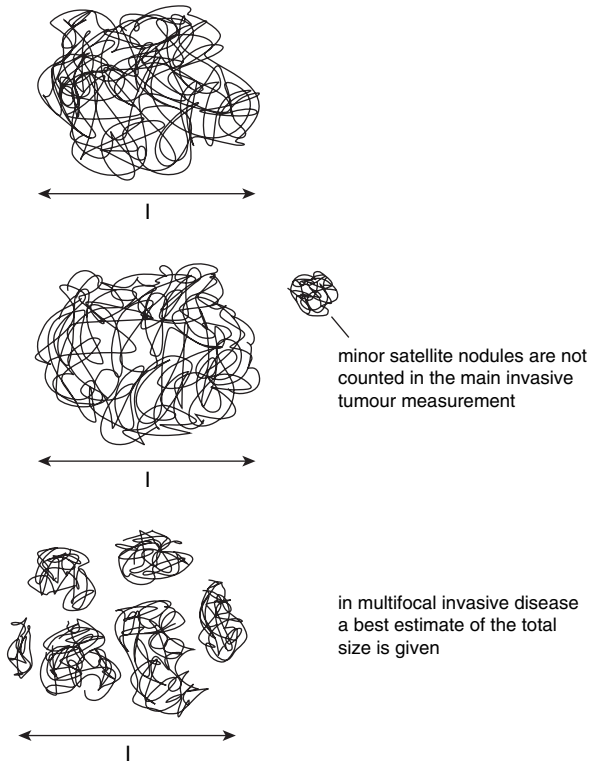 I
minor satellite nodules are not
counted in the main invasive
tumour measurement
I
in multifocal invasive disease
a best estimate of the total
size is given
I